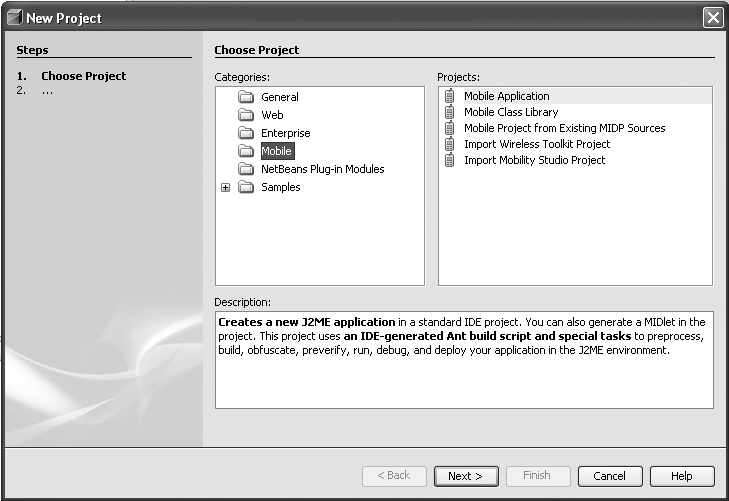 New Project
Steps
1. Choose Project
2. ...
Choose Project
Categories:
General
Web
Enterprise
Mobile
NetBeans Plug-in Modules
Samples
Projects:
Mobile Application
Mobile Class Library
Mobile Project from Existing MIDP Sources
Import Wireless Toolkit Project
Import Mobility Studio Project
Description:
Creates a new J2ME application in a standard IDE project. You can also generate a MIDlet in the
project. This project uses an IDE-generated Ant build script and special tasks to preprocess,
build, obfuscate, preverify, run, debug, and deploy your application in the J2ME environment.
< Back
Next >
Finish
Cancel
Help